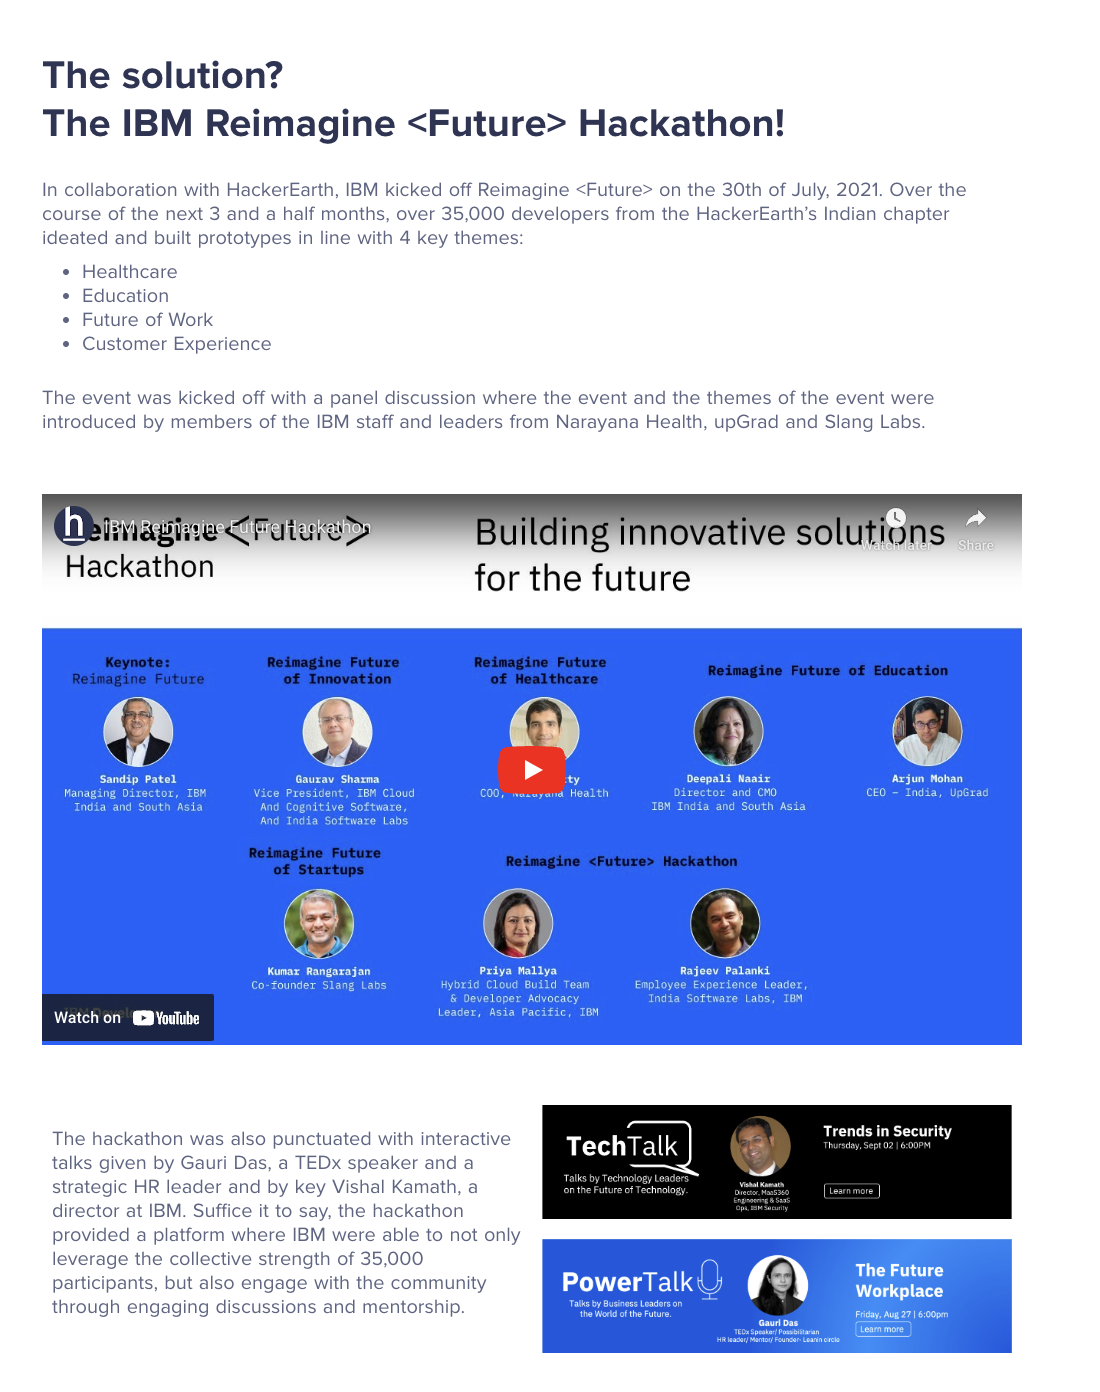 The solution?
The IBM Reimagine <Future> Hackathon!
In collaboration with HackerEarth, IBM kicked off Reimagine <Future> on the 30th of July, 2021. Over the
course of the next 3 and a half months, over 35,000 developers from the HackerEarth's Indian chapter
ideated and built prototypes in line with 4 key themes:
• Healthcare
• Education
• Future of Work
• Customer Experience
The event was kicked off with a panel discussion where the event and the themes of the event were
introduced by members of the IBM staff and leaders from Narayana Health, upGrad and Slang Labs.
h
IBM Reimagine Future Hackathon
Reimagine <Future>
Hackathon
Building innovative solutions
for the future
Watch later
Share
Keynote:
Reimagine Future
Sandip Patel
Managing Director, IBM
India and South Asia
Reimagine Future
of Innovation
Gaurav Sharma
Vice President, IBM Cloud
And Cognitive Software,
And India Software Labs
Reimagine Future
of Healthcare
COO, Narayana Health
Reimagine Future of Education
Deepali Naair
Director and CMO
IBM India and South Asia
Arjun Mohan
CEO – India, UpGrad
Reimagine Future
of Startups
Kumar Rangarajan
Co-founder Slang Labs
Reimagine <Future> Hackathon
Priya Mallya
Hybrid Cloud Build Team
& Developer Advocacy
Leader, Asia Pacific, IBM
Rajeev Palanki
Employee Experience Leader,
India Software Labs, IBM
Watch on YouTube
The hackathon was also punctuated with interactive
talks given by Gauri Das, a TEDx speaker and a
strategic HR leader and by key Vishal Kamath, a
director at IBM. Suffice it to say, the hackathon
provided a platform where IBM were able to not only
leverage the collective strength of 35,000
participants, but also engage with the community
through engaging discussions and mentorship.
TechTalk
Talks by Technology Leaders
on the Future of Technology.
Vishal Kamath
Director, MaaS360
Engineering & SaaS
Ops, IBM Security
Trends in Security
Thursday, Sept 02 | 6:00PM
Learn more
PowerTalk
Talks by Business Leaders on
the World of the Future.
Gauri Das
TEDx Speaker/ Possibilitarian
HR leader/ Mentor/ Founder- Leanin circle
The Future
Workplace
Friday, Aug 27 | 6:00pm
Learn more